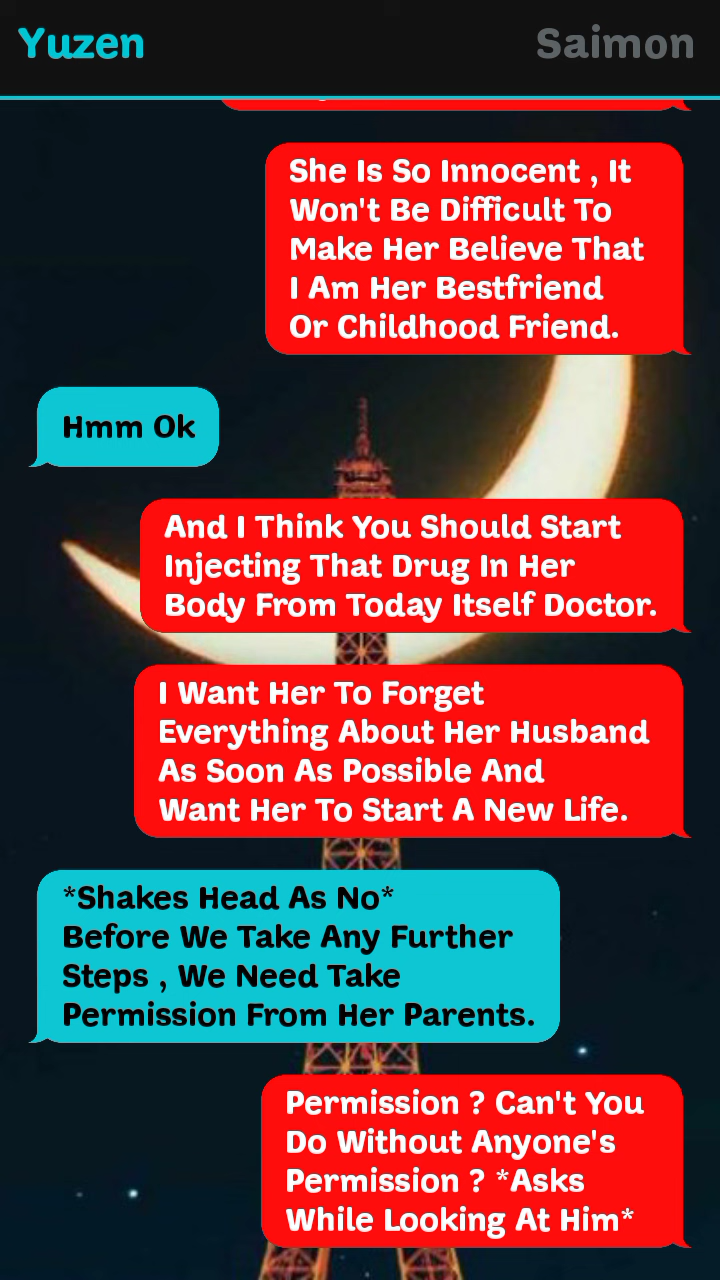 Yuzen
Saimon
She Is So Innocent , It
Won't Be Difficult To
Make Her Believe That
I Am Her Bestfriend
Or Childhood Friend.
Hmm Ok
And I Think You Should Start
Injecting That Drug In Her
Body From Today Itself Doctor.
I Want Her To Forget
Everything About Her Husband
As Soon As Possible And
Want Her To Start A New Life.
*Shakes Head As No*
Before We Take Any Further
Steps , We Need Take
Permission From Her Parents.
Permission ? Can't You
Do Without Anyone's
Permission ? *Asks
While Looking At Him*